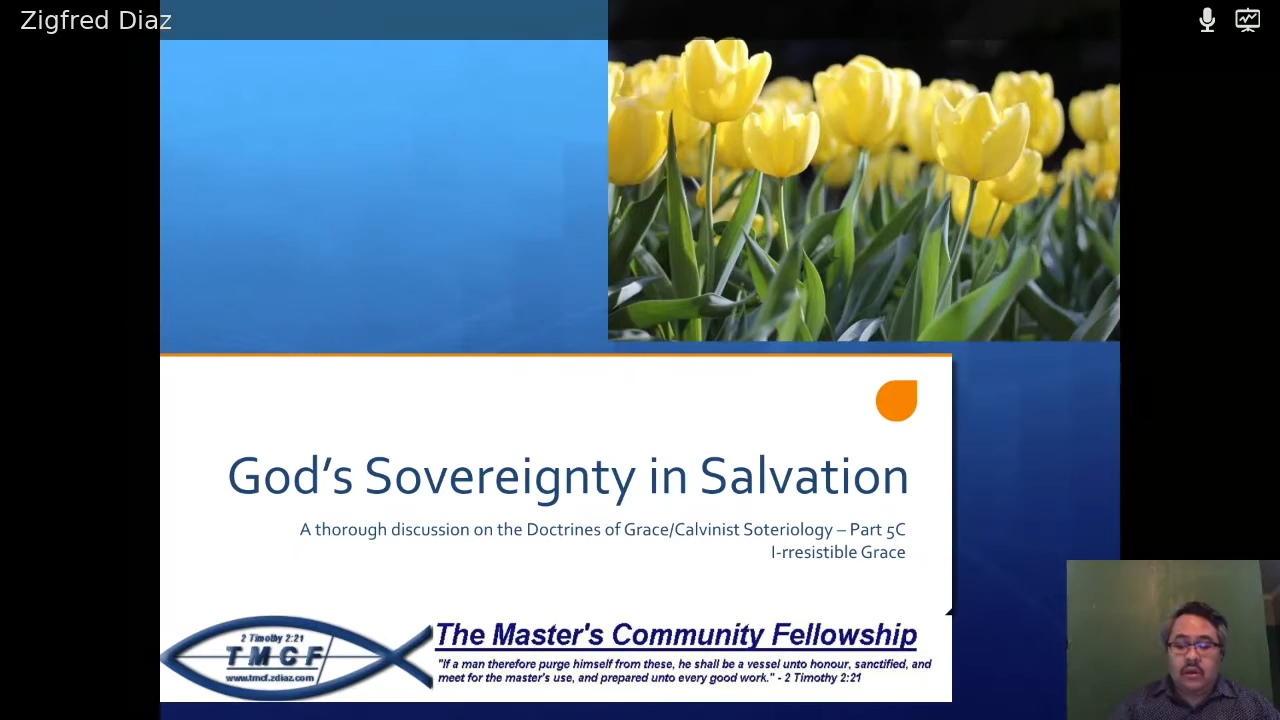 Zigfred Diaz
God's Sovereignty in Salvation
A thorough discussion on the Doctrines of Grace/Calvinist Soteriology – Part 5C
I-rresistible Grace
2 Timothy 2:21
TMCF
www.tmcf.zdiaz.com
The Master's Community Fellowship
"If a man therefore purge himself from these, he shall be a vessel unto honour, sanctified, and
meet for the master's use, and prepared unto every good work." - 2 Timothy 2:21